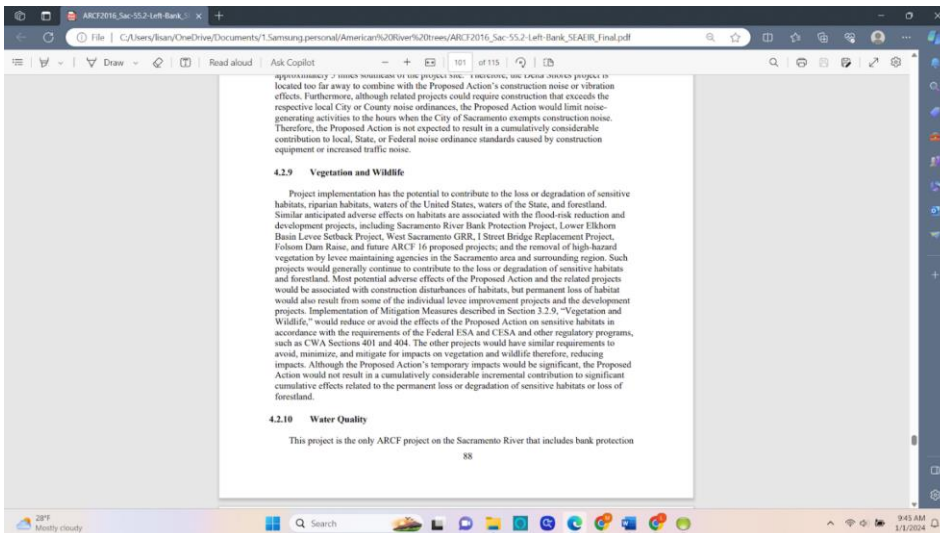 ARCF2016_Sac-55.2-Left-Bank_S
File
C:/Users/lisan/OneDrive/Documents/1.Samsung.personal/American%20River%20trees/ARCF2016_Sac-55.2-Left-Bank_SEAEIR_Final.pdf
Draw
Read aloud
Ask Copilot
101 of 115
approximately 5 miles southeast of the project site. Therefore, the Delta Shores project is
located too far away to combine with the Proposed Action's construction noise or vibration
effects. Furthermore, although related projects could require construction that exceeds the
respective local City or County noise ordinances, the Proposed Action would limit noise-
generating activities to the hours when the City of Sacramento exempts construction noise.
Therefore, the Proposed Action is not expected to result in a cumulatively considerable
contribution to local, State, or Federal noise ordinance standards caused by construction
equipment or increased traffic noise.
4.2.9 Vegetation and Wildlife
Project implementation has the potential to contribute to the loss or degradation of sensitive
habitats, riparian habitats, waters of the United States, waters of the State, and forestland.
Similar anticipated adverse effects on habitats are associated with the flood-risk reduction and
development projects, including Sacramento River Bank Protection Project, Lower Elkhorn
Basin Levee Setback Project, West Sacramento GRR, I Street Bridge Replacement Project,
Folsom Dam Raise, and future ARCF 16 proposed projects; and the removal of high-hazard
vegetation by levee maintaining agencies in the Sacramento area and surrounding region. Such
projects would generally continue to contribute to the loss or degradation of sensitive habitats
and forestland. Most potential adverse effects of the Proposed Action and the related projects
would be associated with construction disturbances of habitats, but permanent loss of habitat
would also result from some of the individual levee improvement projects and the development
projects. Implementation of Mitigation Measures described in Section 3.2.9, "Vegetation and
Wildlife," would reduce or avoid the effects of the Proposed Action on sensitive habitats in
accordance with the requirements of the Federal ESA and CESA and other regulatory programs,
such as CWA Sections 401 and 404. The other projects would have similar requirements to
avoid, minimize, and mitigate for impacts on vegetation and wildlife therefore, reducing
impacts. Although the Proposed Action's temporary impacts would be significant, the Proposed
Action would not result in a cumulatively considerable incremental contribution to significant
cumulative effects related to the permanent loss or degradation of sensitive habitats or loss of
forestland.
4.2.10 Water Quality
This project is the only ARCF project on the Sacramento River that includes bank protection
88
28°F
Mostly cloudy
Search
9:45 AM
1/1/2024